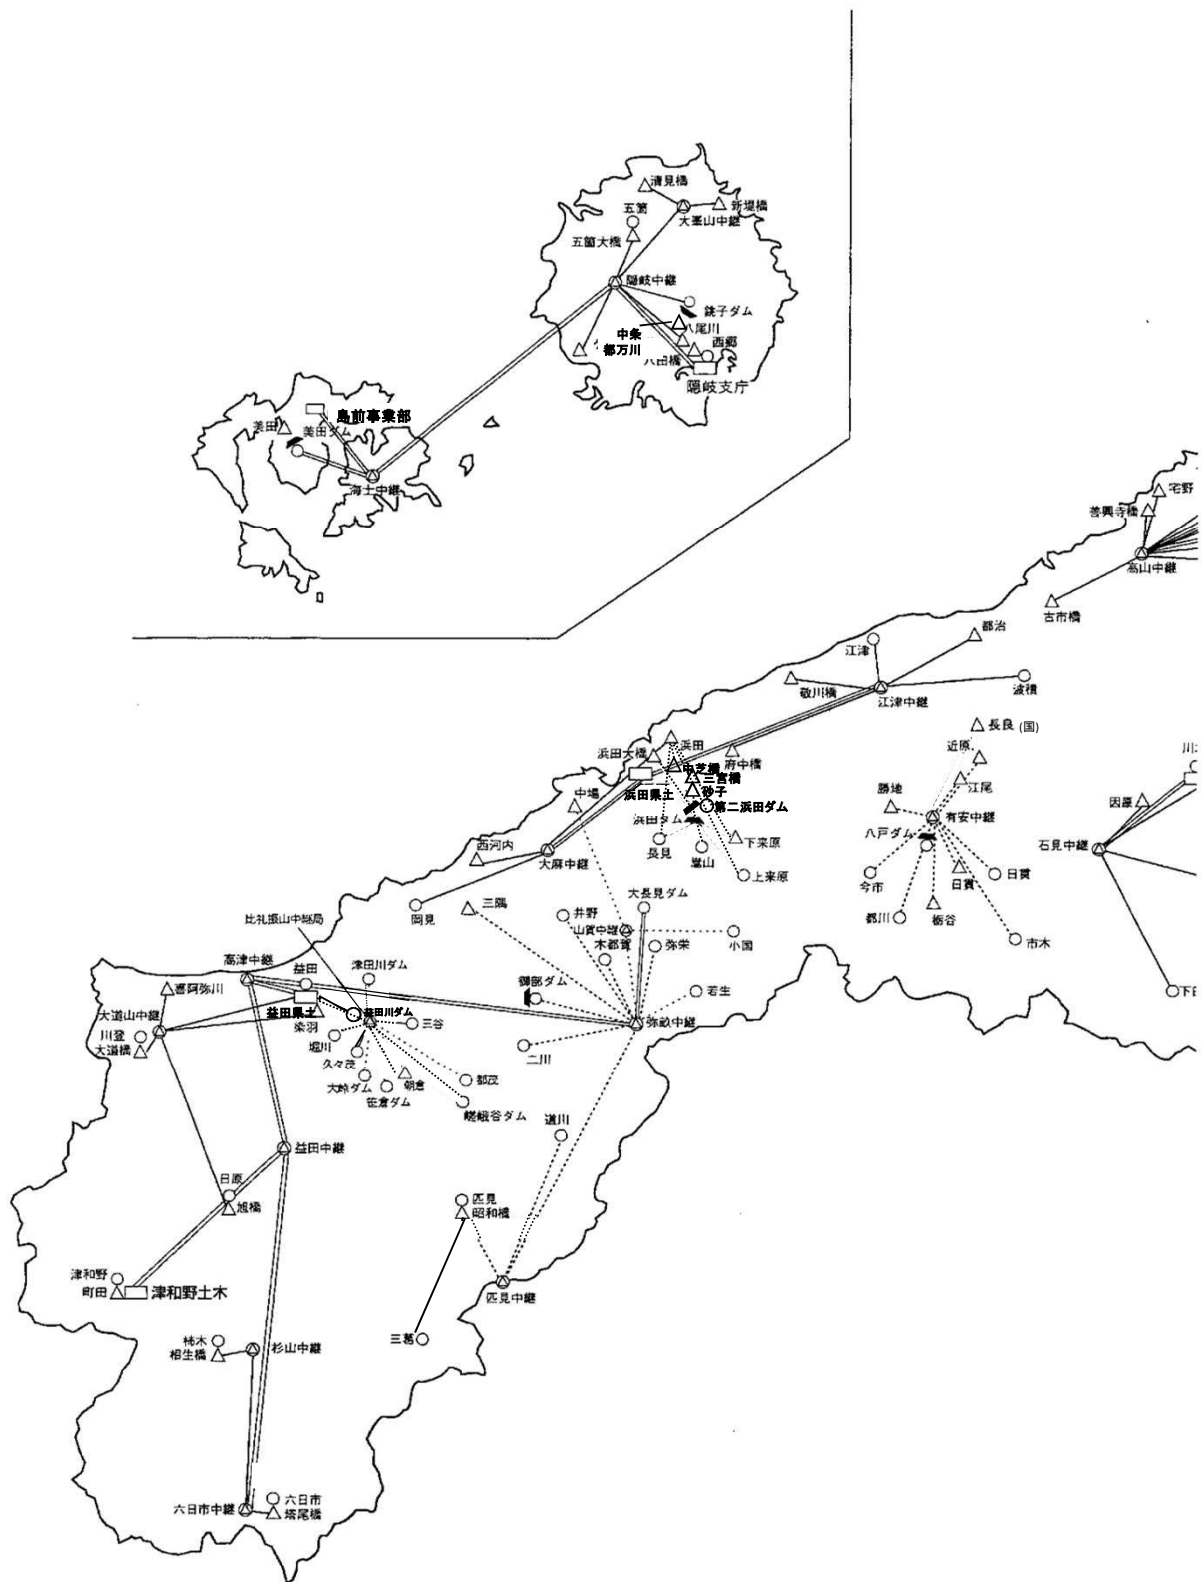 清見橋
新堤橋
五箇
大峯山中継
五箇大橋
隠岐中継
銚子ダム
八尾川
中条
都万川
西郷
八田橋
隠岐支庁
島前事業部
美田
美田ダム
海士中継
宅野
善興寺橋
高山中継
古市橋
都治
江津
敬川橋
江津中継
波積
長良 (国)
浜田
浜田大橋
府中橋
近原
中芝橋
三宮橋
江尾
浜田県土
砂子
中場
第二浜田ダム
勝地
因原
浜田ダム
有安中継
八戸ダム
長見
嵩山
下来原
石見中継
西河内
大麻中継
上来原
今市
日貫
日貫
大長見ダム
岡見
三隅
井野
都川
栃谷
比礼振山中継局
山賀中継
小国
市木
木都賀
弥栄
高津中継
益田
津田川ダム
御部ダム
若生
喜阿弥川
益田県土
益田川ダム
大道山中継
染羽
三谷
弥畝中継
川登
大道橋
堀川
久々茂
二川
大峠ダム
朝倉
都茂
笹倉ダム
嵯峨谷ダム
道川
益田中継
日原
旭橋
匹見
昭和橋
津和野
町田
津和野土木
匹見中継
三葛
柿木
相生橋
杉山中継
六日市中継
六日市
塔尾橋